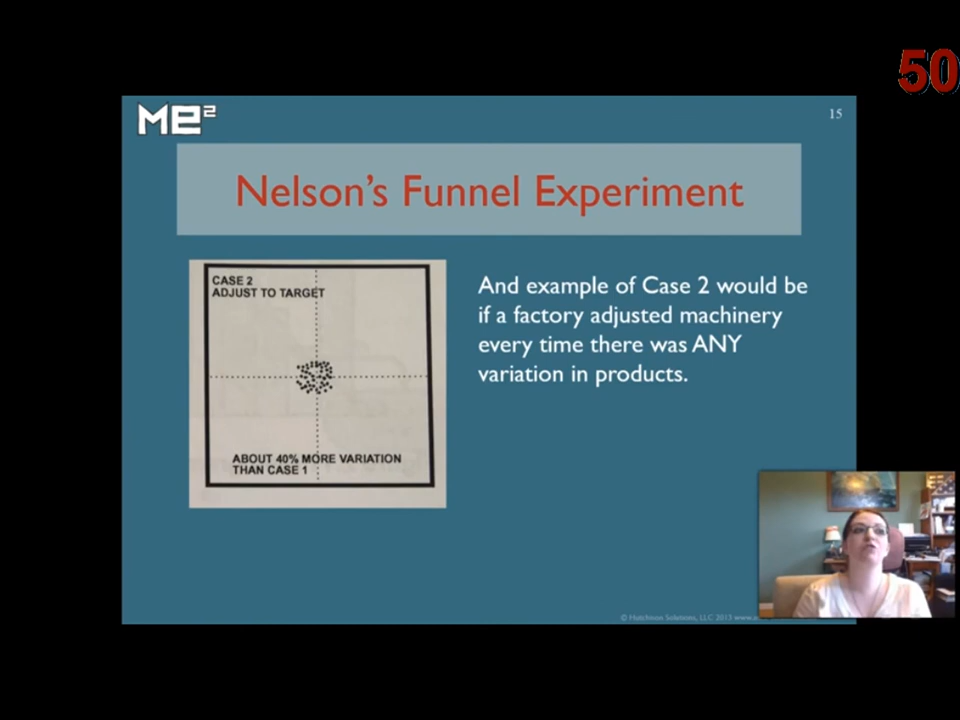 50
ME²
15
Nelson's Funnel Experiment
CASE 2
ADJUST TO TARGET
ABOUT 40% MORE VARIATION
THAN CASE 1
And example of Case 2 would be
if a factory adjusted machinery
every time there was ANY
variation in products.
© Hutchison Solutions, LLC 2013